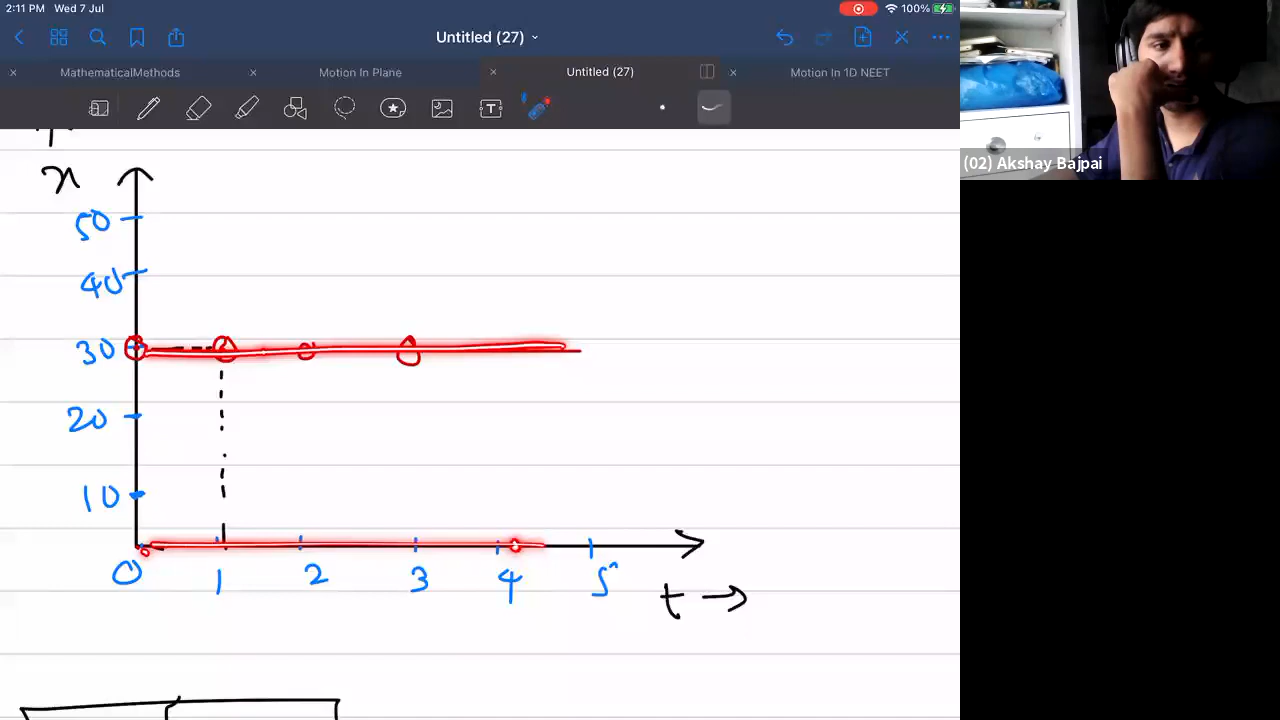 2:11 PM Wed 7 Jul
100%
Untitled (27)
MathematicalMethods
Motion In Plane
Untitled (27)
Motion In 1D NEET
T
(02) Akshay Bajpai
x
50
40
30
20
10
0 1 2 3 4 5
t →